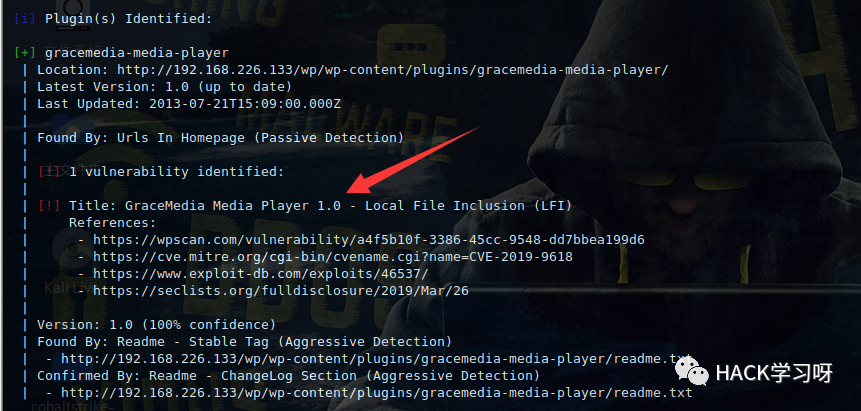 [i] Plugin(s) Identified:
[+] gracemedia-media-player
| Location: http://192.168.226.133/wp/wp-content/plugins/gracemedia-media-player/
| Latest Version: 1.0 (up to date)
| Last Updated: 2013-07-21T15:09:00.000Z
|
| Found By: Urls In Homepage (Passive Detection)
|
| [!] 1 vulnerability identified:
|
| [!] Title: GraceMedia Media Player 1.0 - Local File Inclusion (LFI)
|     References:
|      - https://wpscan.com/vulnerability/a4f5b10f-3386-45cc-9548-dd7bbea199d6
|      - https://cve.mitre.org/cgi-bin/cvename.cgi?name=CVE-2019-9618
|      - https://www.exploit-db.com/exploits/46537/
|      - https://seclists.org/fulldisclosure/2019/Mar/26
|
| Version: 1.0 (100% confidence)
| Found By: Readme - Stable Tag (Aggressive Detection)
|  - http://192.168.226.133/wp/wp-content/plugins/gracemedia-media-player/readme.txt
| Confirmed By: Readme - ChangeLog Section (Aggressive Detection)
|  - http://192.168.226.133/wp/wp-content/plugins/gracemedia-media-player/readme.txt
MALWARE
Kali Li
cobaltstrike-
HACK学习呀